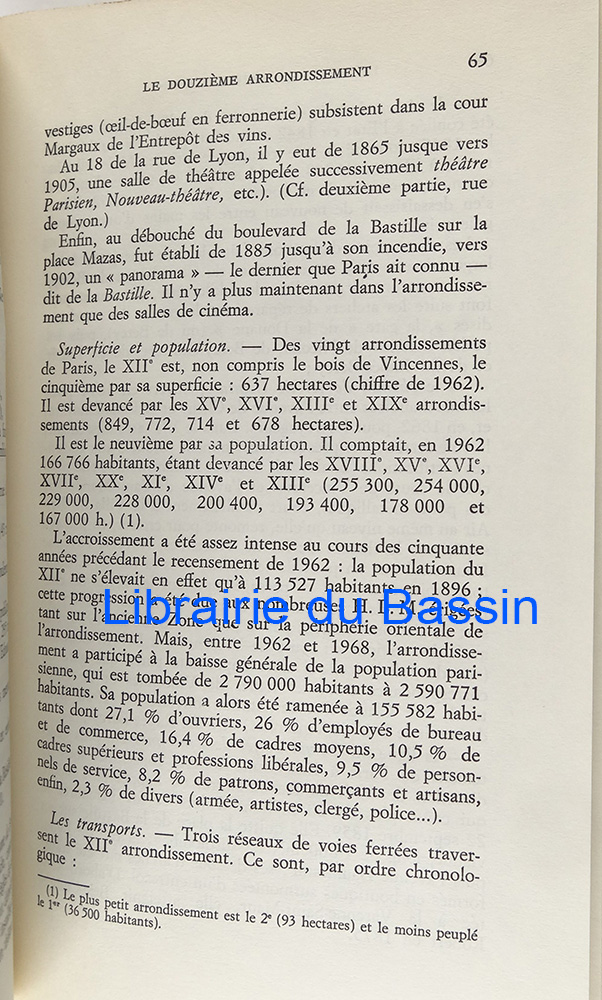 LE DOUZIÈME ARRONDISSEMENT 65
vestiges (œil-de-bœuf en ferronnerie) subsistent dans la cour
Margaux de l'Entrepôt des vins.
Au 18 de la rue de Lyon, il y eut de 1865 jusque vers
1905, une salle de théâtre appelée successivement théâtre
Parisien, Nouveau-théâtre, etc.). (Cf. deuxième partie, rue
de Lyon.)
Enfin, au débouché du boulevard de la Bastille sur la
place Mazas, fut établi de 1885 jusqu'à son incendie, vers
1902, un « panorama » — le dernier que Paris ait connu —
dit de la Bastille. Il n'y a plus maintenant dans l'arrondisse-
ment que des salles de cinéma.
Superficie et population. — Des vingt arrondissements
de Paris, le XIIe est, non compris le bois de Vincennes, le
cinquième par sa superficie : 637 hectares (chiffre de 1962).
Il est devancé par les XVe, XVIe, XIIIe et XIXe arrondis-
sements (849, 772, 714 et 678 hectares).
Il est le neuvième par sa population. Il comptait, en 1962
166 766 habitants, étant devancé par les XVIIIe, XVe, XVIe,
XVIIe, XXe, XIe, XIVe et XIIIe (255 300, 254 000,
229 000, 228 000, 200 400, 193 400, 178 000 et
167 000 h.) (1).
L'accroissement a été assez intense au cours des cinquante
années précédant le recensement de 1962 : la population du
XIIe ne s'élevait en effet qu'à 113 527 habitants en 1896 ;
cette progression a été due aux nombreuses H. L. M. érigées
Librairie du Bassin
tant sur l'ancienne Zone que sur la périphérie orientale de
l'arrondissement. Mais, entre 1962 et 1968, l'arrondisse-
ment a participé à la baisse générale de la population pari-
sienne, qui est tombée de 2 790 000 habitants à 2 590 771
habitants. Sa population a alors été ramenée à 155 582 habi-
tants dont 27,1 % d'ouvriers, 26 % d'employés de bureau
et de commerce, 16,4 % de cadres moyens, 10,5 % de
cadres supérieurs et professions libérales, 9,5 % de person-
nels de service, 8,2 % de patrons, commerçants et artisans,
enfin, 2,3 % de divers (armée, artistes, clergé, police...).
Les transports. — Trois réseaux de voies ferrées traver-
sent le XIIe arrondissement. Ce sont, par ordre chronolo-
gique :
(1) Le plus petit arrondissement est le 2e (93 hectares) et le moins peuplé
le 1er (36 500 habitants).